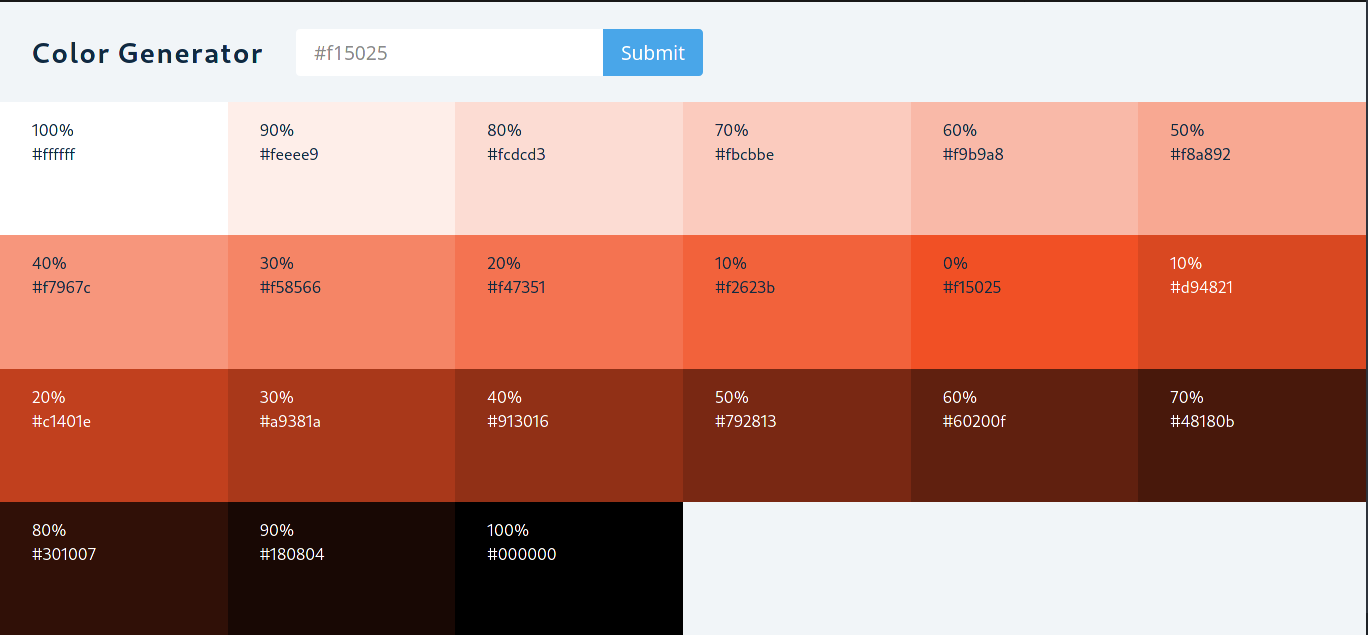 Color Generator
#f15025
Submit
100%
#ffffff
90%
#feeee9
80%
#fcdcd3
70%
#fbcbbe
60%
#f9b9a8
50%
#f8a892
40%
#f7967c
30%
#f58566
20%
#f47351
10%
#f2623b
0%
#f15025
10%
#d94821
20%
#c1401e
30%
#a9381a
40%
#913016
50%
#792813
60%
#60200f
70%
#48180b
80%
#301007
90%
#180804
100%
#000000